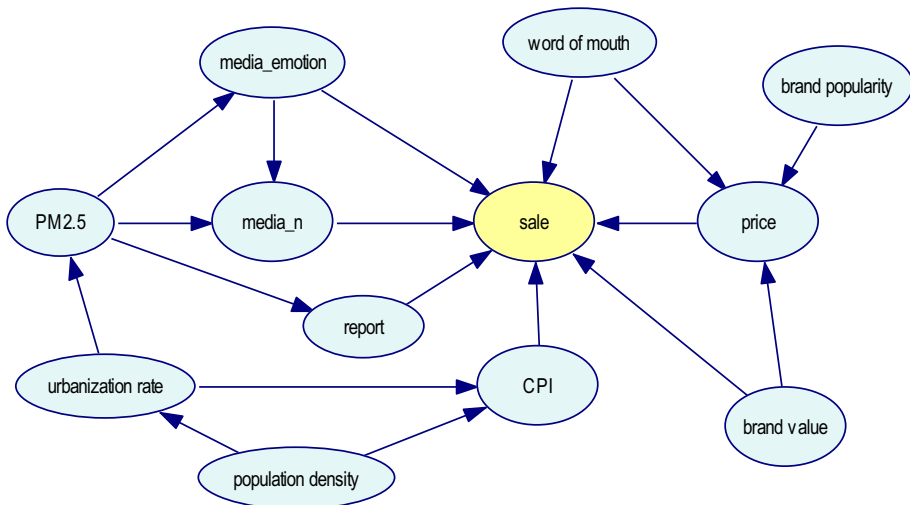 word of mouth
media_emotion
brand popularity
PM2.5
media_n
sale
price
report
urbanization rate
CPI
brand value
population density